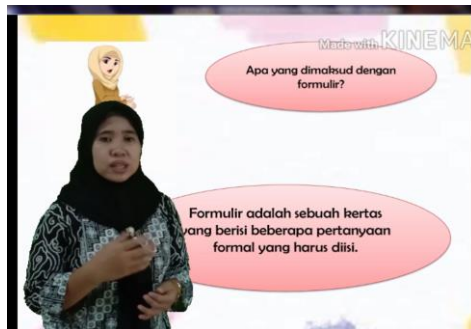 Made with KINEMA
Apa yang dimaksud dengan
formulir?
Formulir adalah sebuah kertas
yang berisi beberapa pertanyaan
formal yang harus diisi.